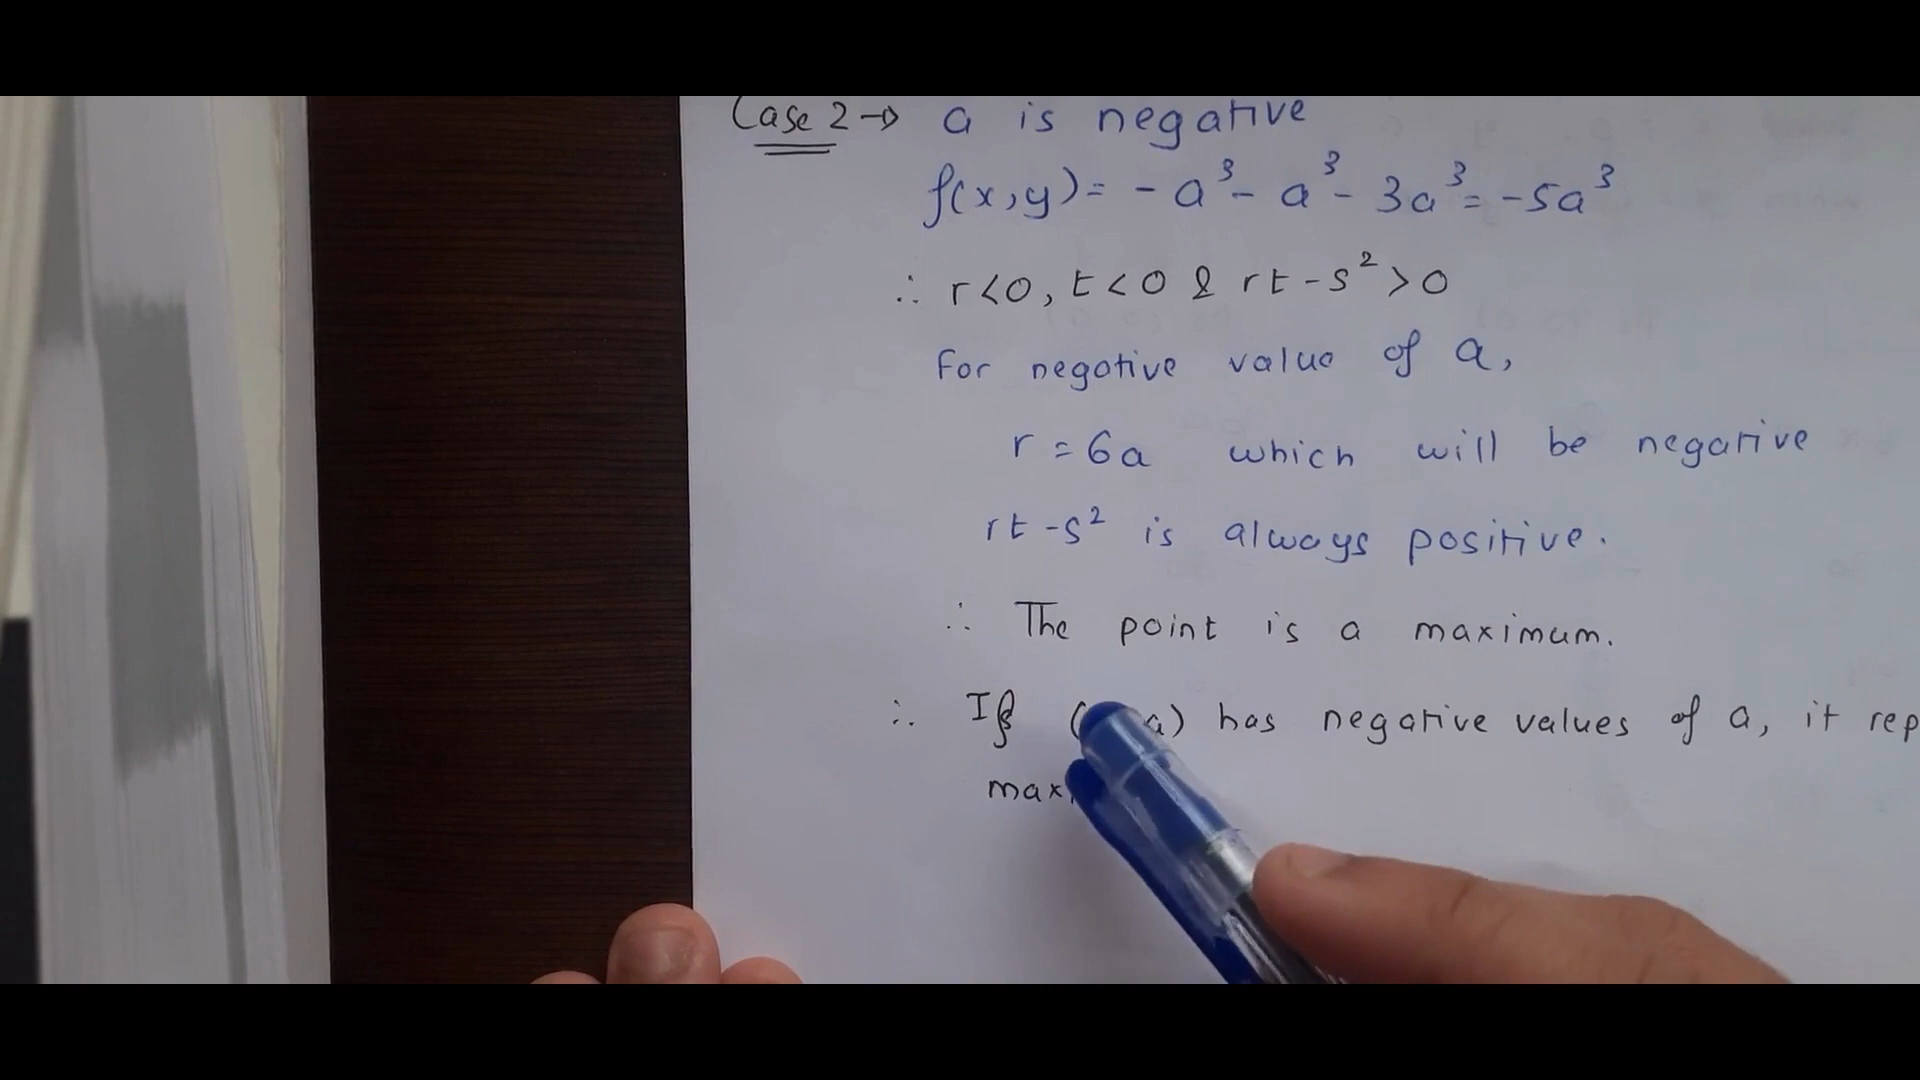 Case 2→ a is negative
f(x,y)= -a³- a³- 3a³= -5a³
∴ r<0, t<0 & rt-s²>0
For negative value of a,
r = 6a which will be negative
rt-s² is always positive.
∴ The point is a maximum.
∴ If a) has negative values of a, it rep
max